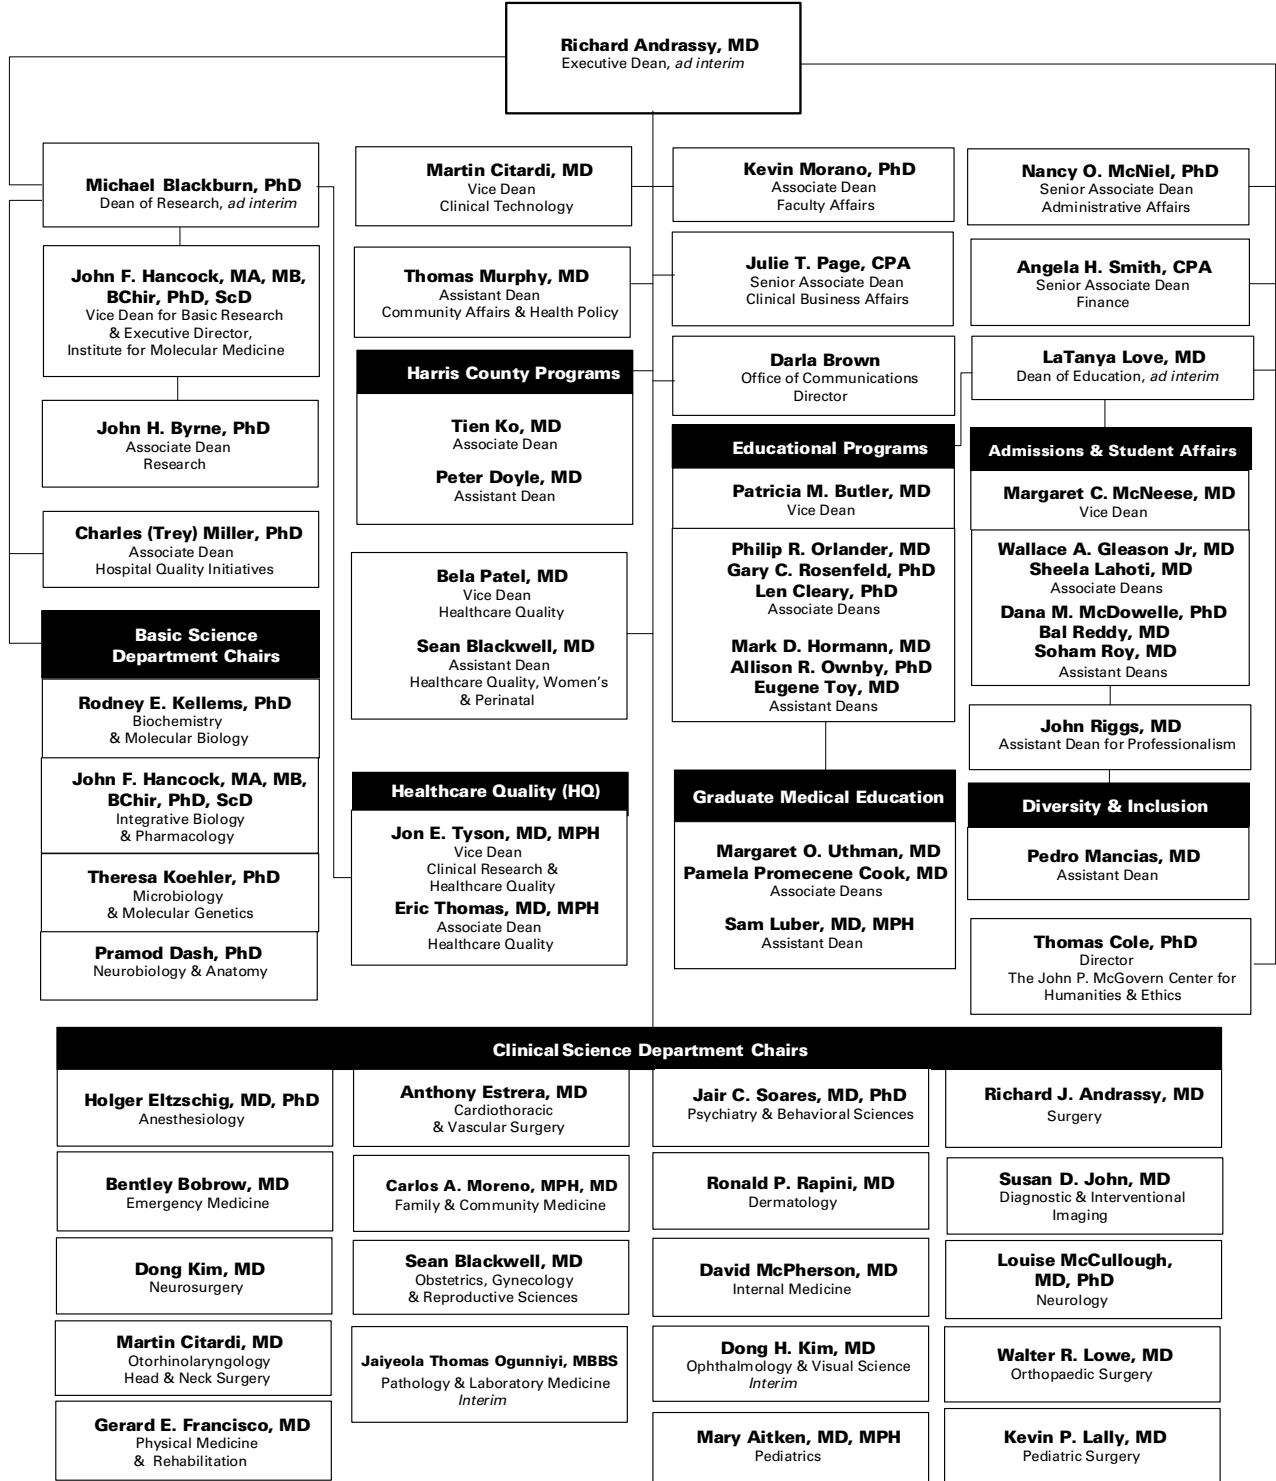 Richard Andrassy, MD
Executive Dean, ad interim
Michael Blackburn, PhD
Dean of Research, ad interim
John F. Hancock, MA, MB,
BChir, PhD, ScD
Vice Dean for Basic Research
& Executive Director,
Institute for Molecular Medicine
John H. Byrne, PhD
Associate Dean
Research
Charles (Trey) Miller, PhD
Associate Dean
Hospital Quality Initiatives
Basic Science
Department Chairs
Rodney E. Kellems, PhD
Biochemistry
& Molecular Biology
John F. Hancock, MA, MB,
BChir, PhD, ScD
Integrative Biology
& Pharmacology
Theresa Koehler, PhD
Microbiology
& Molecular Genetics
Pramod Dash, PhD
Neurobiology & Anatomy
Martin Citardi, MD
Vice Dean
Clinical Technology
Thomas Murphy, MD
Assistant Dean
Community Affairs & Health Policy
Harris County Programs
Tien Ko, MD
Associate Dean
Peter Doyle, MD
Assistant Dean
Bela Patel, MD
Vice Dean
Healthcare Quality
Sean Blackwell, MD
Assistant Dean
Healthcare Quality, Women's
& Perinatal
Healthcare Quality (HQ)
Jon E. Tyson, MD, MPH
Vice Dean
Clinical Research &
Healthcare Quality
Eric Thomas, MD, MPH
Associate Dean
Healthcare Quality
Kevin Morano, PhD
Associate Dean
Faculty Affairs
Julie T. Page, CPA
Senior Associate Dean
Clinical Business Affairs
Darla Brown
Office of Communications
Director
Educational Programs
Patricia M. Butler, MD
Vice Dean
Philip R. Orlander, MD
Gary C. Rosenfeld, PhD
Len Cleary, PhD
Associate Deans
Mark D. Hormann, MD
Allison R. Ownby, PhD
Eugene Toy, MD
Assistant Deans
Graduate Medical Education
Margaret O. Uthman, MD
Pamela Promecene Cook, MD
Associate Deans
Sam Luber, MD, MPH
Assistant Dean
Nancy O. McNiel, PhD
Senior Associate Dean
Administrative Affairs
Angela H. Smith, CPA
Senior Associate Dean
Finance
LaTanya Love, MD
Dean of Education, ad interim
Admissions & Student Affairs
Margaret C. McNeese, MD
Vice Dean
Wallace A. Gleason Jr, MD
Sheela Lahoti, MD
Associate Deans
Dana M. McDowelle, PhD
Bal Reddy, MD
Soham Roy, MD
Assistant Deans
John Riggs, MD
Assistant Dean for Professionalism
Diversity & Inclusion
Pedro Mancias, MD
Assistant Dean
Thomas Cole, PhD
Director
The John P. McGovern Center for
Humanities & Ethics
Clinical Science Department Chairs
Holger Eltzschig, MD, PhD
Anesthesiology
Bentley Bobrow, MD
Emergency Medicine
Dong Kim, MD
Neurosurgery
Martin Citardi, MD
Otorhinolaryngology
Head & Neck Surgery
Gerard E. Francisco, MD
Physical Medicine
& Rehabilitation
Anthony Estrera, MD
Cardiothoracic
& Vascular Surgery
Carlos A. Moreno, MPH, MD
Family & Community Medicine
Sean Blackwell, MD
Obstetrics, Gynecology
& Reproductive Sciences
Jaiyeola Thomas Ogunniyi, MBBS
Pathology & Laboratory Medicine
Interim
Jair C. Soares, MD, PhD
Psychiatry & Behavioral Sciences
Ronald P. Rapini, MD
Dermatology
David McPherson, MD
Internal Medicine
Dong H. Kim, MD
Ophthalmology & Visual Science
Interim
Mary Aitken, MD, MPH
Pediatrics
Richard J. Andrassy, MD
Surgery
Susan D. John, MD
Diagnostic & Interventional
Imaging
Louise McCullough,
MD, PhD
Neurology
Walter R. Lowe, MD
Orthopaedic Surgery
Kevin P. Lally, MD
Pediatric Surgery